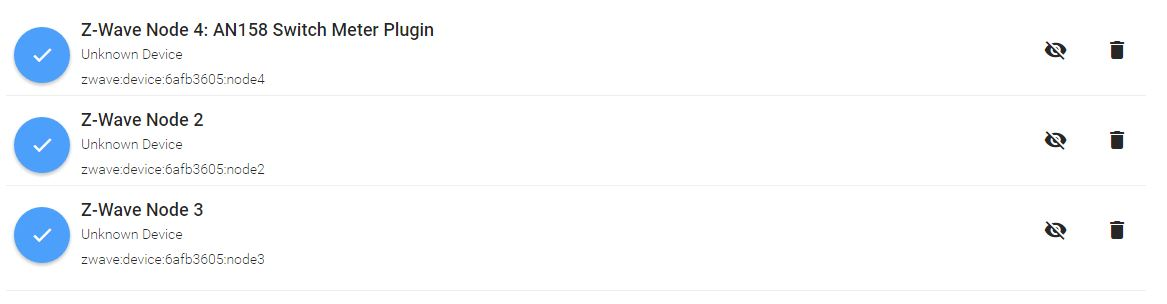 Z-Wave Node 4: AN158 Switch Meter Plugin
Unknown Device
zwave:device:6afb3605:node4
Z-Wave Node 2
Unknown Device
zwave:device:6afb3605:node2
Z-Wave Node 3
Unknown Device
zwave:device:6afb3605:node3